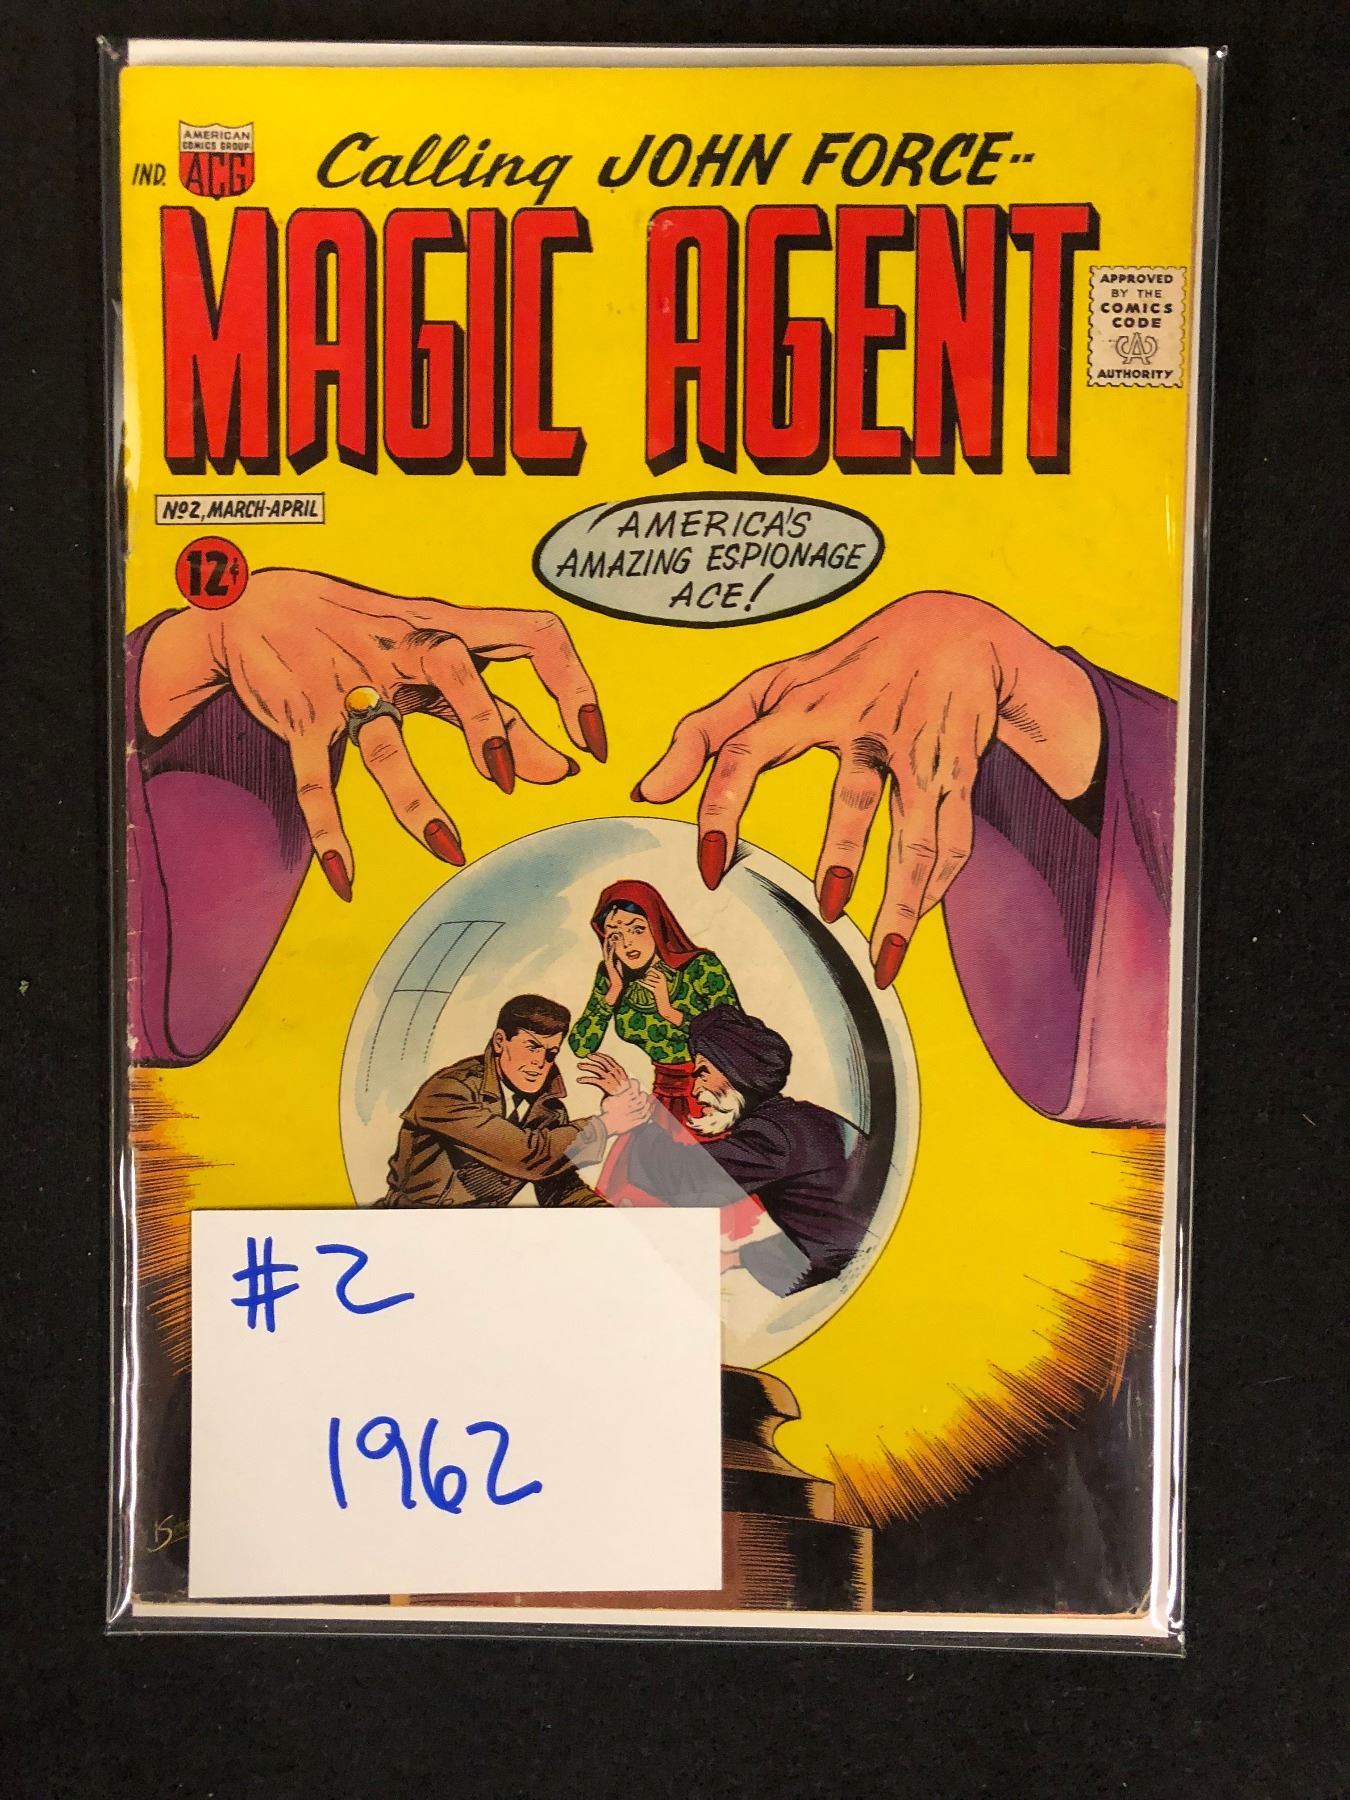 AMERICAN
COMICS GROUP
ACG
IND.
Calling JOHN FORCE--
MAGIC AGENT
APPROVED
BY THE
COMICS
CODE
CA
AUTHORITY
No2, MARCH-APRIL
12¢
AMERICA'S
AMAZING ESPIONAGE
ACE!
#2
1962